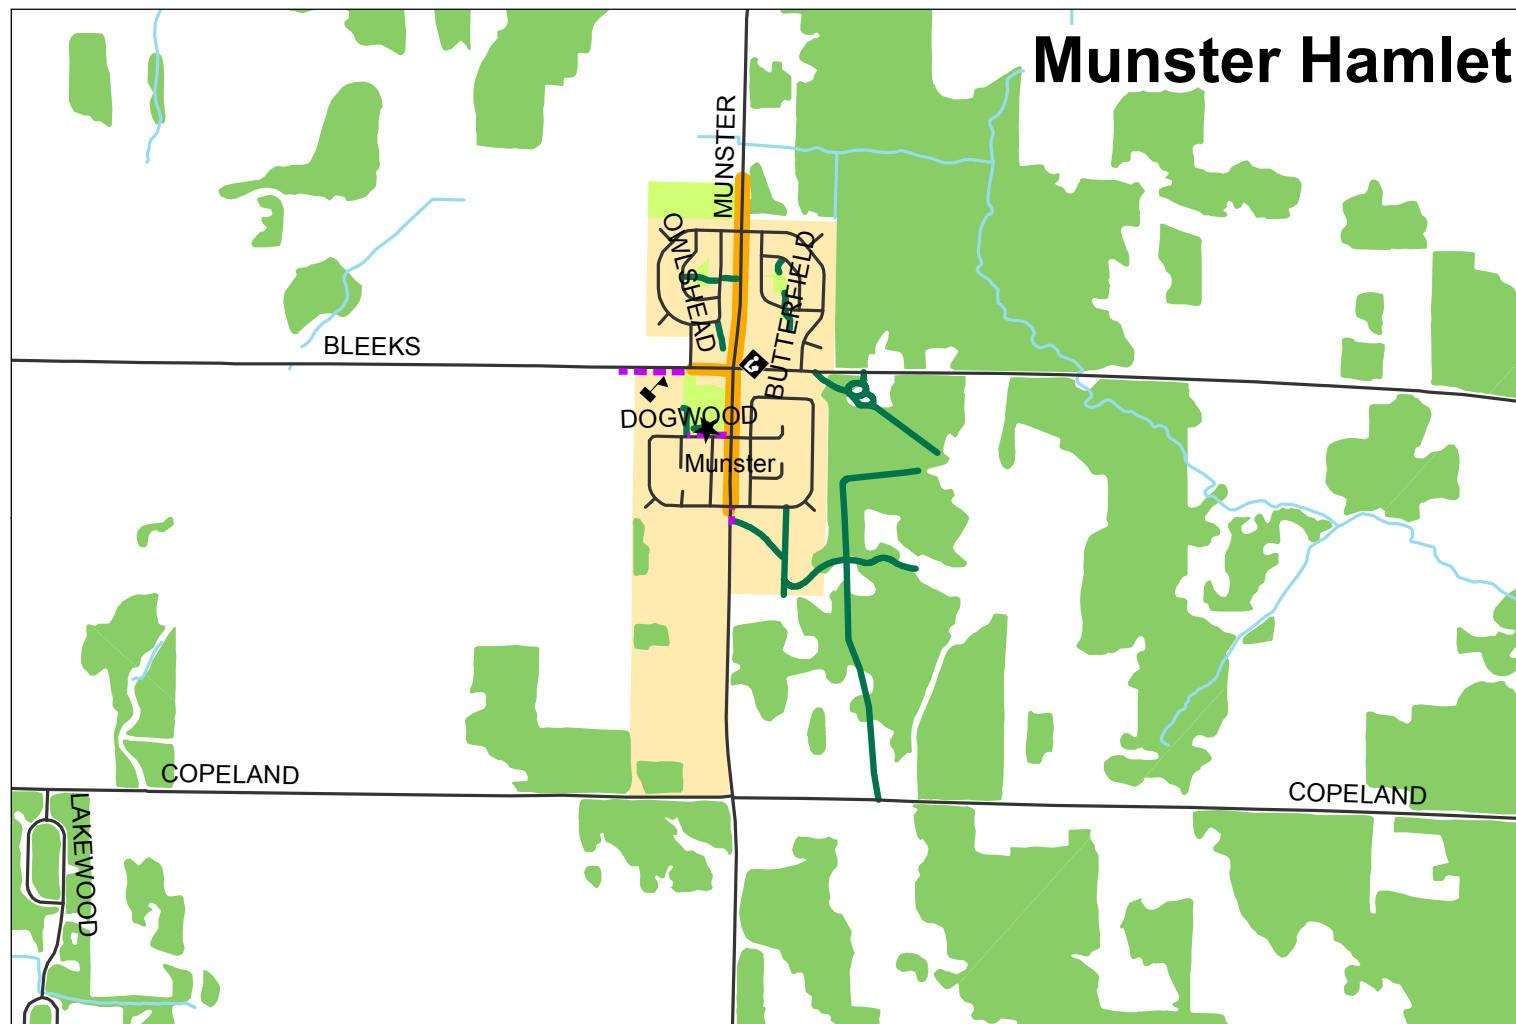 Munster Hamlet
MUNSTER
OWLSHEAD
BUTTERFIELD
BLEEKS
DOGWOOD
Munster
COPELAND
COPELAND
LAKEWOOD